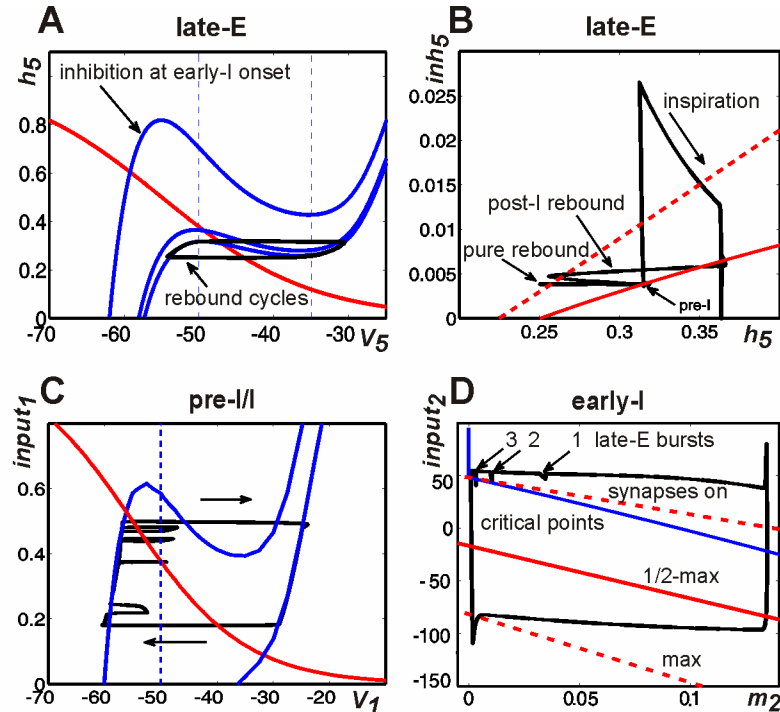 A
late-E
h5
inhibition at early-I onset
0.8
0.6
0.4
0.2
0
rebound cycles
-70
-60
-50
-40
-30
V5
B
late-E
inh5
0.025
0.02
0.015
0.01
0.005
0
inspiration
post-I rebound
pure rebound
pre-I
0.25
0.3
0.35
h5
C
pre-I/I
input1
0.6
0.4
0.2
0
-70
-60
-50
-40
-30
-20
V1
D
early-I
input2
50
0
-50
-100
-150
3 2 1 late-E bursts
synapses on
critical points
1/2-max
max
0
0.05
0.1
m2